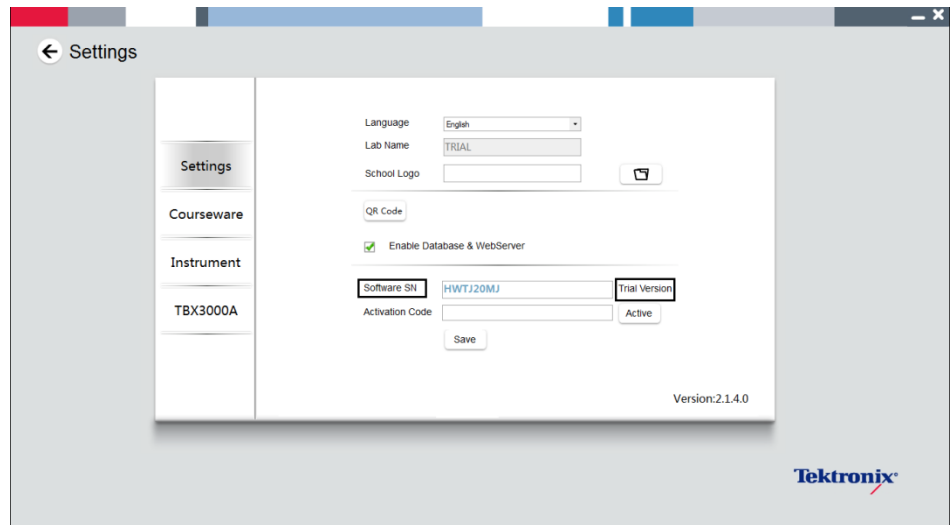 Settings
Language English
Lab Name TRIAL
Settings
School Logo
Courseware
QR Code
Enable Database & WebServer
Instrument
Software SN HWTJ20MJ Trial Version
TBX3000A
Activation Code Active
Save
Version:2.1.4.0
Tektronix